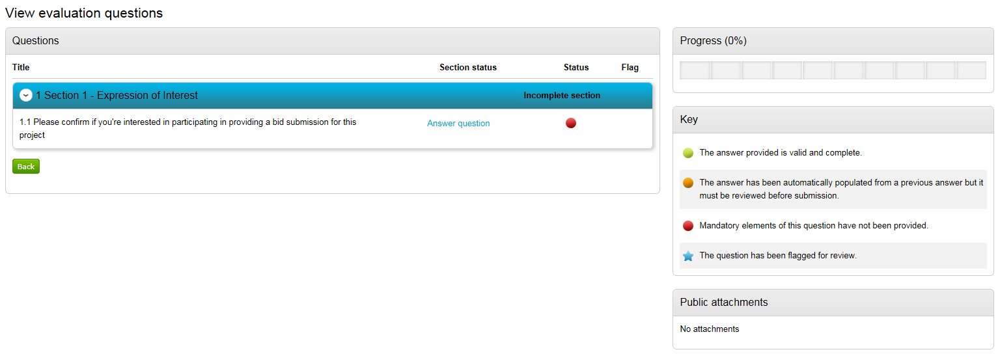 View evaluation questions
Questions
Title Section status Status Flag
1 Section 1 - Expression of Interest Incomplete section
1.1 Please confirm if you're interested in participating in providing a bid submission for this
project
Answer question
Back
Progress (0%)
Key
The answer provided is valid and complete.
The answer has been automatically populated from a previous answer but it
must be reviewed before submission.
Mandatory elements of this question have not been provided.
The question has been flagged for review.
Public attachments
No attachments